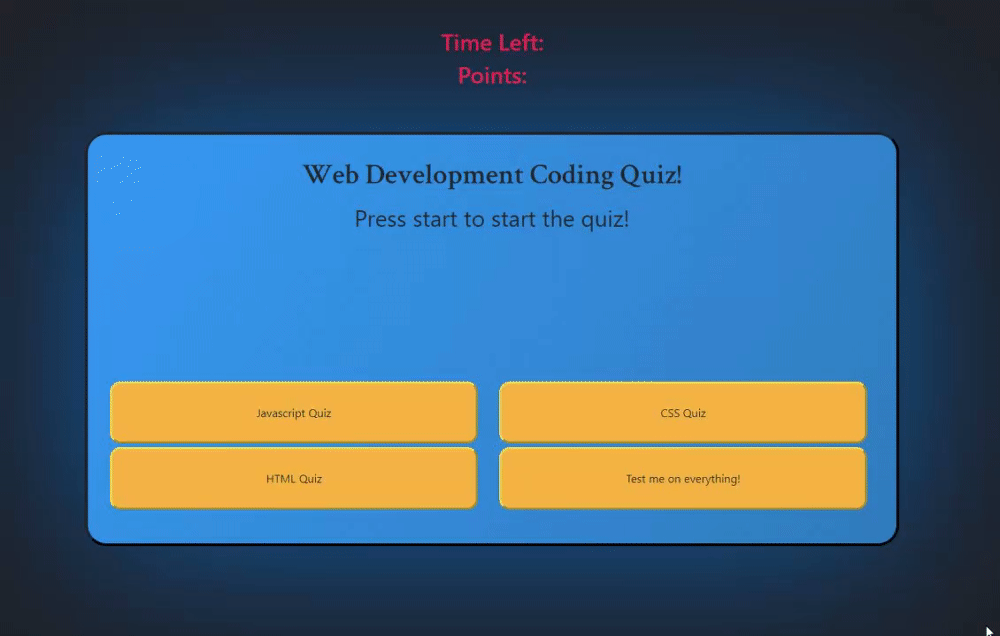 Time Left:
Points:
Web Development Coding Quiz!
Press start to start the quiz!
Javascript Quiz
CSS Quiz
HTML Quiz
Test me on everything!